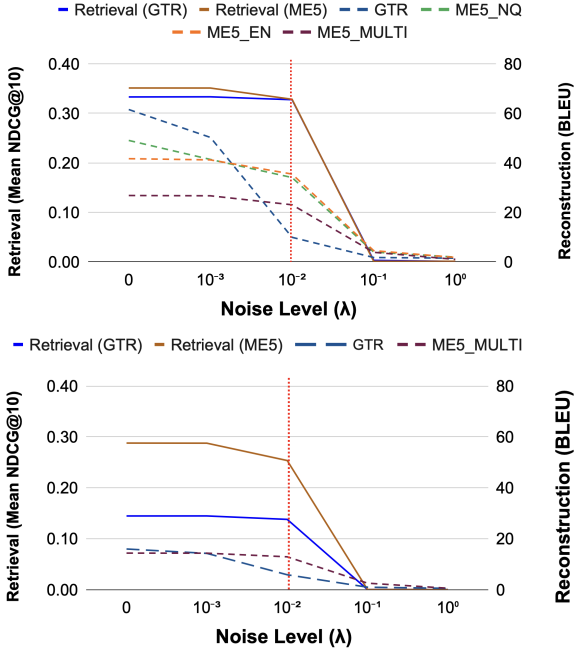 Retrieval (GTR) Retrieval (ME5) GTR ME5_NQ
ME5_EN ME5_MULTI
Retrieval (Mean NDCG@10)
0.40
0.30
0.20
0.10
0.00
80
60
40
20
0
Reconstruction (BLEU)
0 10⁻³ 10⁻² 10⁻¹ 10⁰
Noise Level (λ)
Retrieval (GTR) Retrieval (ME5) GTR ME5_MULTI
Retrieval (Mean NDCG@10)
0.40
0.30
0.20
0.10
0.00
80
60
40
20
0
Reconstruction (BLEU)
0 10⁻³ 10⁻² 10⁻¹ 10⁰
Noise Level (λ)